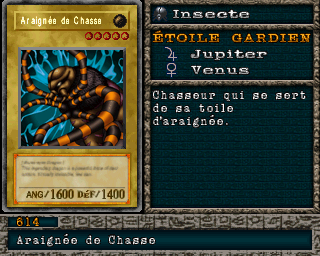 Araignée de Chasse
ANG/1600 DÉF/1400
Insecte
ÉTOILE GARDIEN
Jupiter
Venus
Chasseur qui se sert
de sa toile
d'araignée.
614
Araignée de Chasse